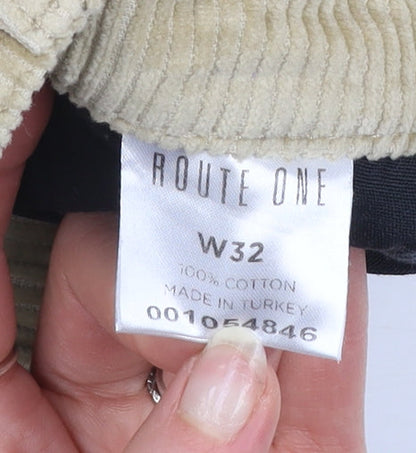 ROUTE ONE
W32
100% COTTON
MADE IN TURKEY
001054846